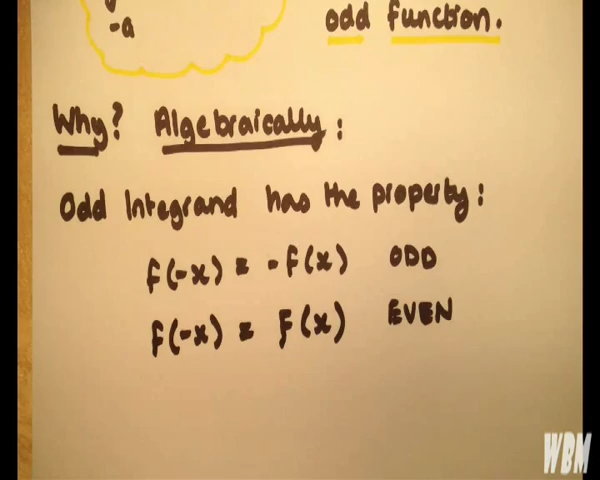 -a
odd function.
Why? Algebraically:
Odd Integrand has the property:
f(-x) = -f(x) ODD
f(-x) = f(x) EVEN
WBM